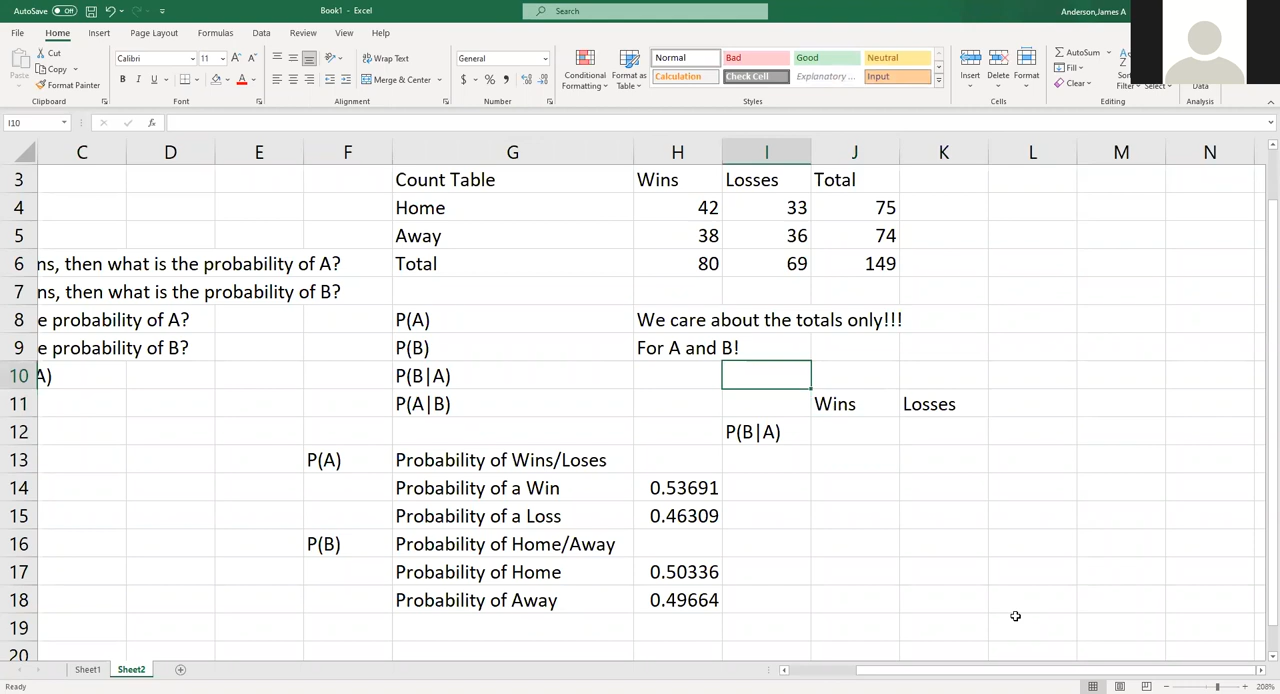 AutoSave Off Book1 - Excel Search Anderson,James A
File Home Insert Page Layout Formulas Data Review View Help
Cut Calibri 11 Wrap Text General Normal Bad Good Neutral AutoSum
Paste Copy Conditional Format as Calculation Check Cell Explanatory ... Input Insert Delete Format Fill
Format Painter B I U Merge & Center $ % Formatting Table Clear Filter Select Data
Clipboard Font Alignment Number Styles Cells Editing Analysis
I10 fx
C D E F G H I J K L M N
3 Count Table Wins Losses Total
4 Home 42 33 75
5 Away 38 36 74
6 ns, then what is the probability of A? Total 80 69 149
7 ns, then what is the probability of B?
8 e probability of A? P(A) We care about the totals only!!!
9 e probability of B? P(B) For A and B!
10 A) P(B|A)
11 P(A|B) Wins Losses
12 P(B|A)
13 P(A) Probability of Wins/Loses
14 Probability of a Win 0.53691
15 Probability of a Loss 0.46309
16 P(B) Probability of Home/Away
17 Probability of Home 0.50336
18 Probability of Away 0.49664
19
20
Sheet1 Sheet2
Ready 208%